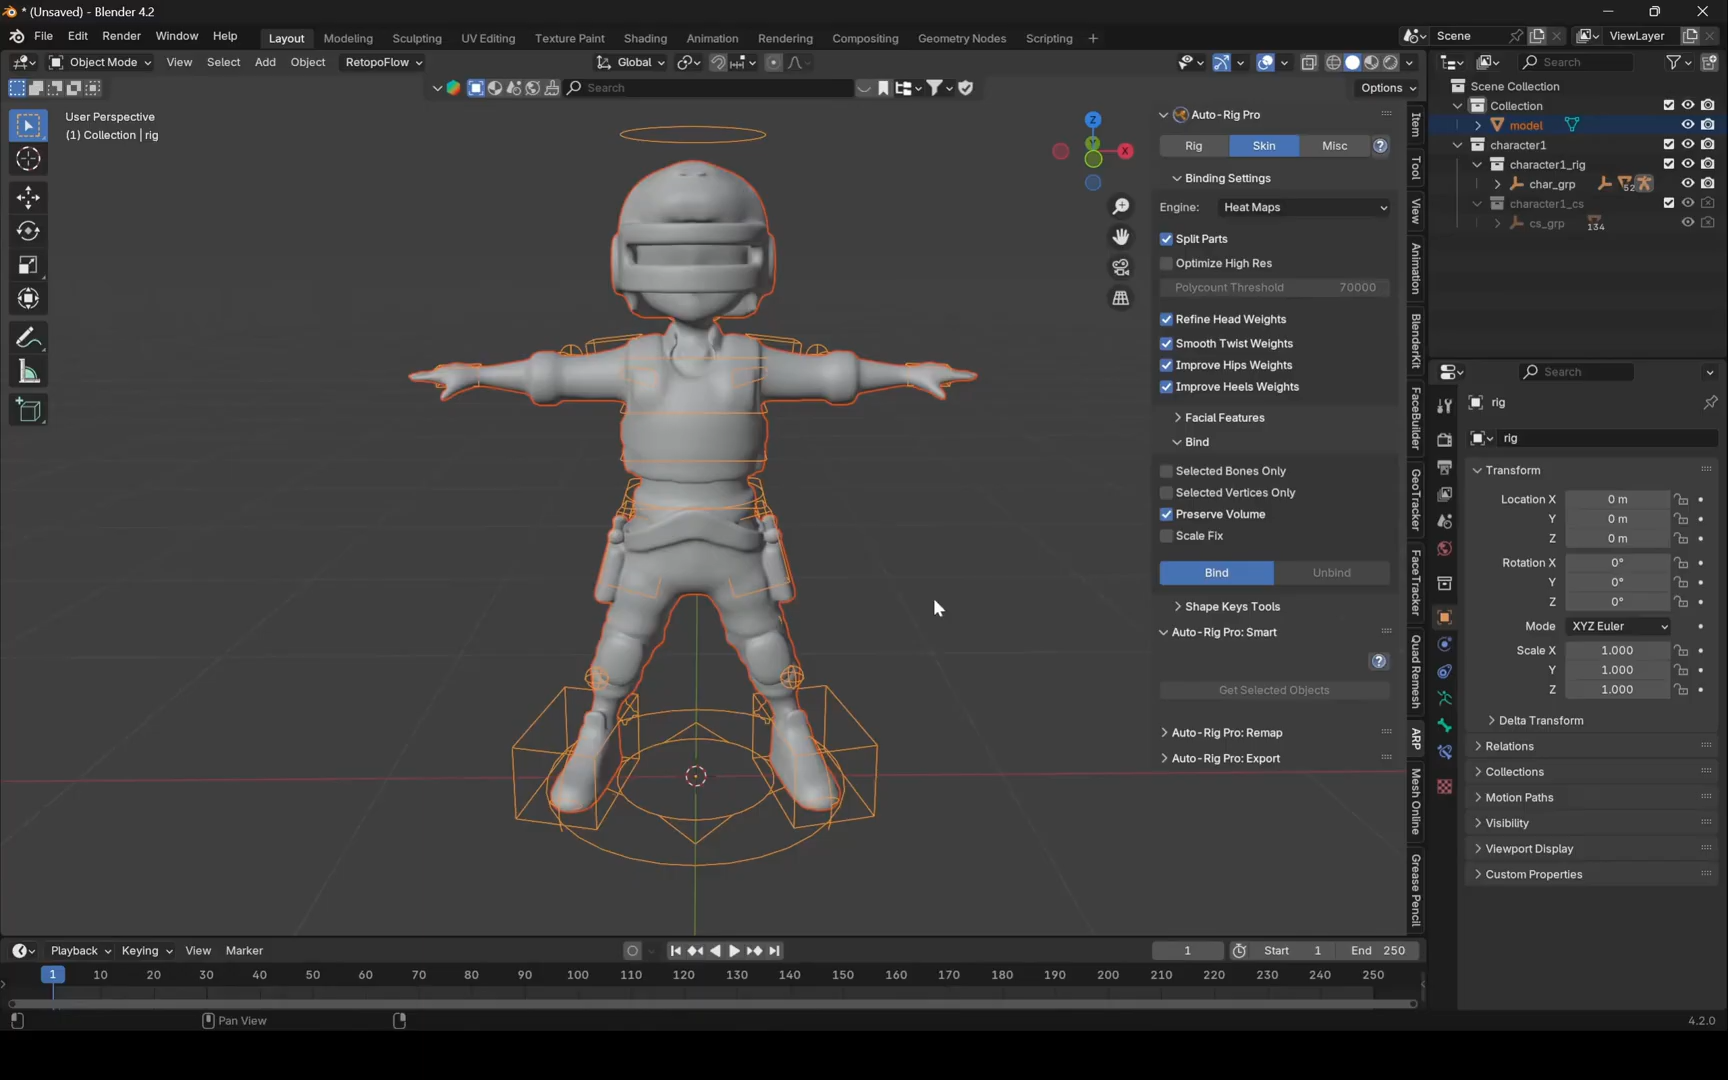 * (Unsaved) - Blender 4.2
File Edit Render Window Help Layout Modeling Sculpting UV Editing Texture Paint Shading Animation Rendering Compositing Geometry Nodes Scripting + Scene ViewLayer
Object Mode View Select Add Object RetopoFlow Global Search
Search Options
User Perspective
(1) Collection | rig
Z
Y
X
Auto-Rig Pro
Rig Skin Misc ?
Binding Settings
Engine: Heat Maps
Split Parts
Optimize High Res
Polycount Threshold 70000
Refine Head Weights
Smooth Twist Weights
Improve Hips Weights
Improve Heels Weights
Facial Features
Bind
Selected Bones Only
Selected Vertices Only
Preserve Volume
Scale Fix
Bind Unbind
Shape Keys Tools
Auto-Rig Pro: Smart
?
Get Selected Objects
Auto-Rig Pro: Remap
Auto-Rig Pro: Export
Item
Tool
View
Animation
BlenderKit
FaceBuilder
GeoTracker
FaceTracker
Quad Remesh
ARP
Mesh Online
Grease Pencil
Scene Collection
Collection
model
character1
character1_rig
char_grp 52
character1_cs
cs_grp 134
Search
rig
rig
Transform
Location X 0 m
Y 0 m
Z 0 m
Rotation X 0°
Y 0°
Z 0°
Mode XYZ Euler
Scale X 1.000
Y 1.000
Z 1.000
Delta Transform
Relations
Collections
Motion Paths
Visibility
Viewport Display
Custom Properties
Playback Keying View Marker 1 Start 1 End 250
1 10 20 30 40 50 60 70 80 90 100 110 120 130 140 150 160 170 180 190 200 210 220 230 240 250
Pan View 4.2.0